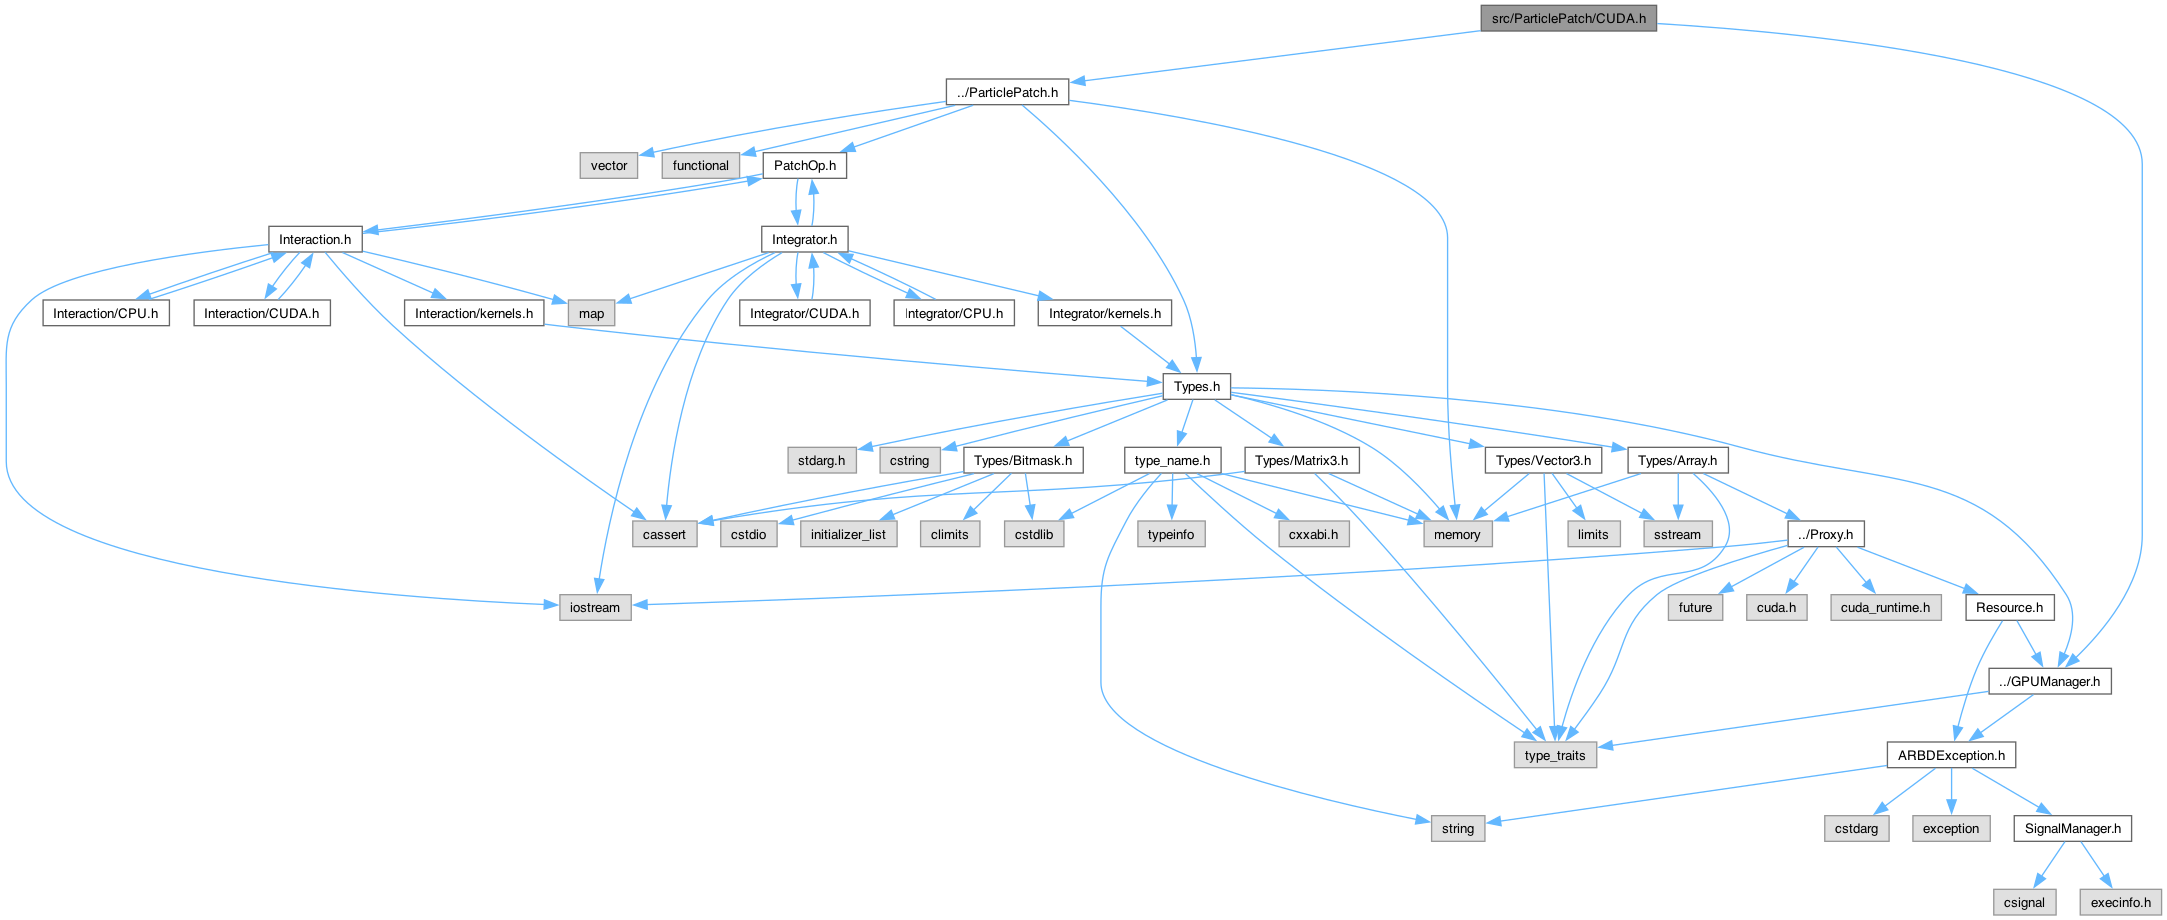 src/ParticlePatch/CUDA.h
../ParticlePatch.h
vector
functional
PatchOp.h
Interaction.h
Integrator.h
Interaction/CPU.h
Interaction/CUDA.h
Interaction/kernels.h
map
Integrator/CUDA.h
Integrator/CPU.h
Integrator/kernels.h
Types.h
stdarg.h
cstring
Types/Bitmask.h
type_name.h
Types/Matrix3.h
Types/Vector3.h
Types/Array.h
cassert
cstdio
initializer_list
climits
cstdlib
typeinfo
cxxabi.h
memory
limits
sstream
../Proxy.h
iostream
future
cuda.h
cuda_runtime.h
Resource.h
../GPUManager.h
type_traits
ARBDException.h
string
cstdarg
exception
SignalManager.h
csignal
execinfo.h